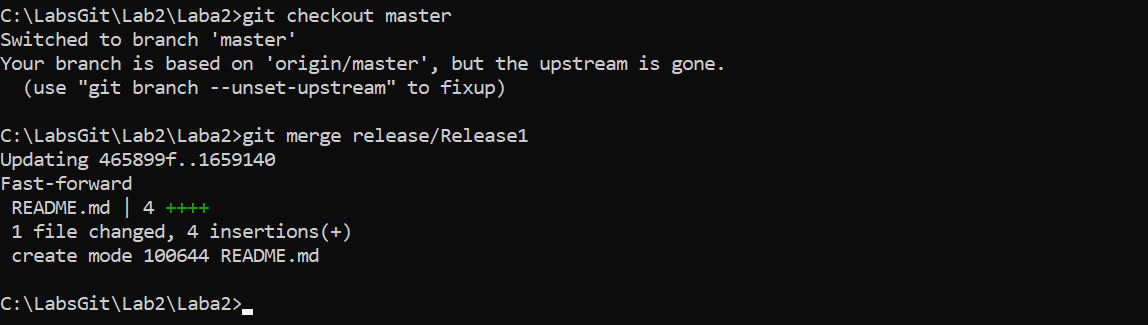 C:\LabsGit\Lab2\Laba2>git checkout master
Switched to branch 'master'
Your branch is based on 'origin/master', but the upstream is gone.
  (use "git branch --unset-upstream" to fixup)
C:\LabsGit\Lab2\Laba2>git merge release/Release1
Updating 465899f..1659140
Fast-forward
 README.md | 4 ++++
 1 file changed, 4 insertions(+)
 create mode 100644 README.md
C:\LabsGit\Lab2\Laba2>